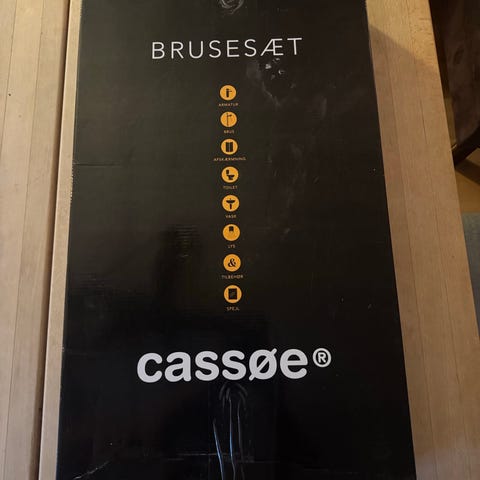 BRUSESÆT
ARMATUR
BRUS
AFSKÆRMNING
TOILET
VASK
LYS
&
TILBEHØR
SPEJL
cassøe®